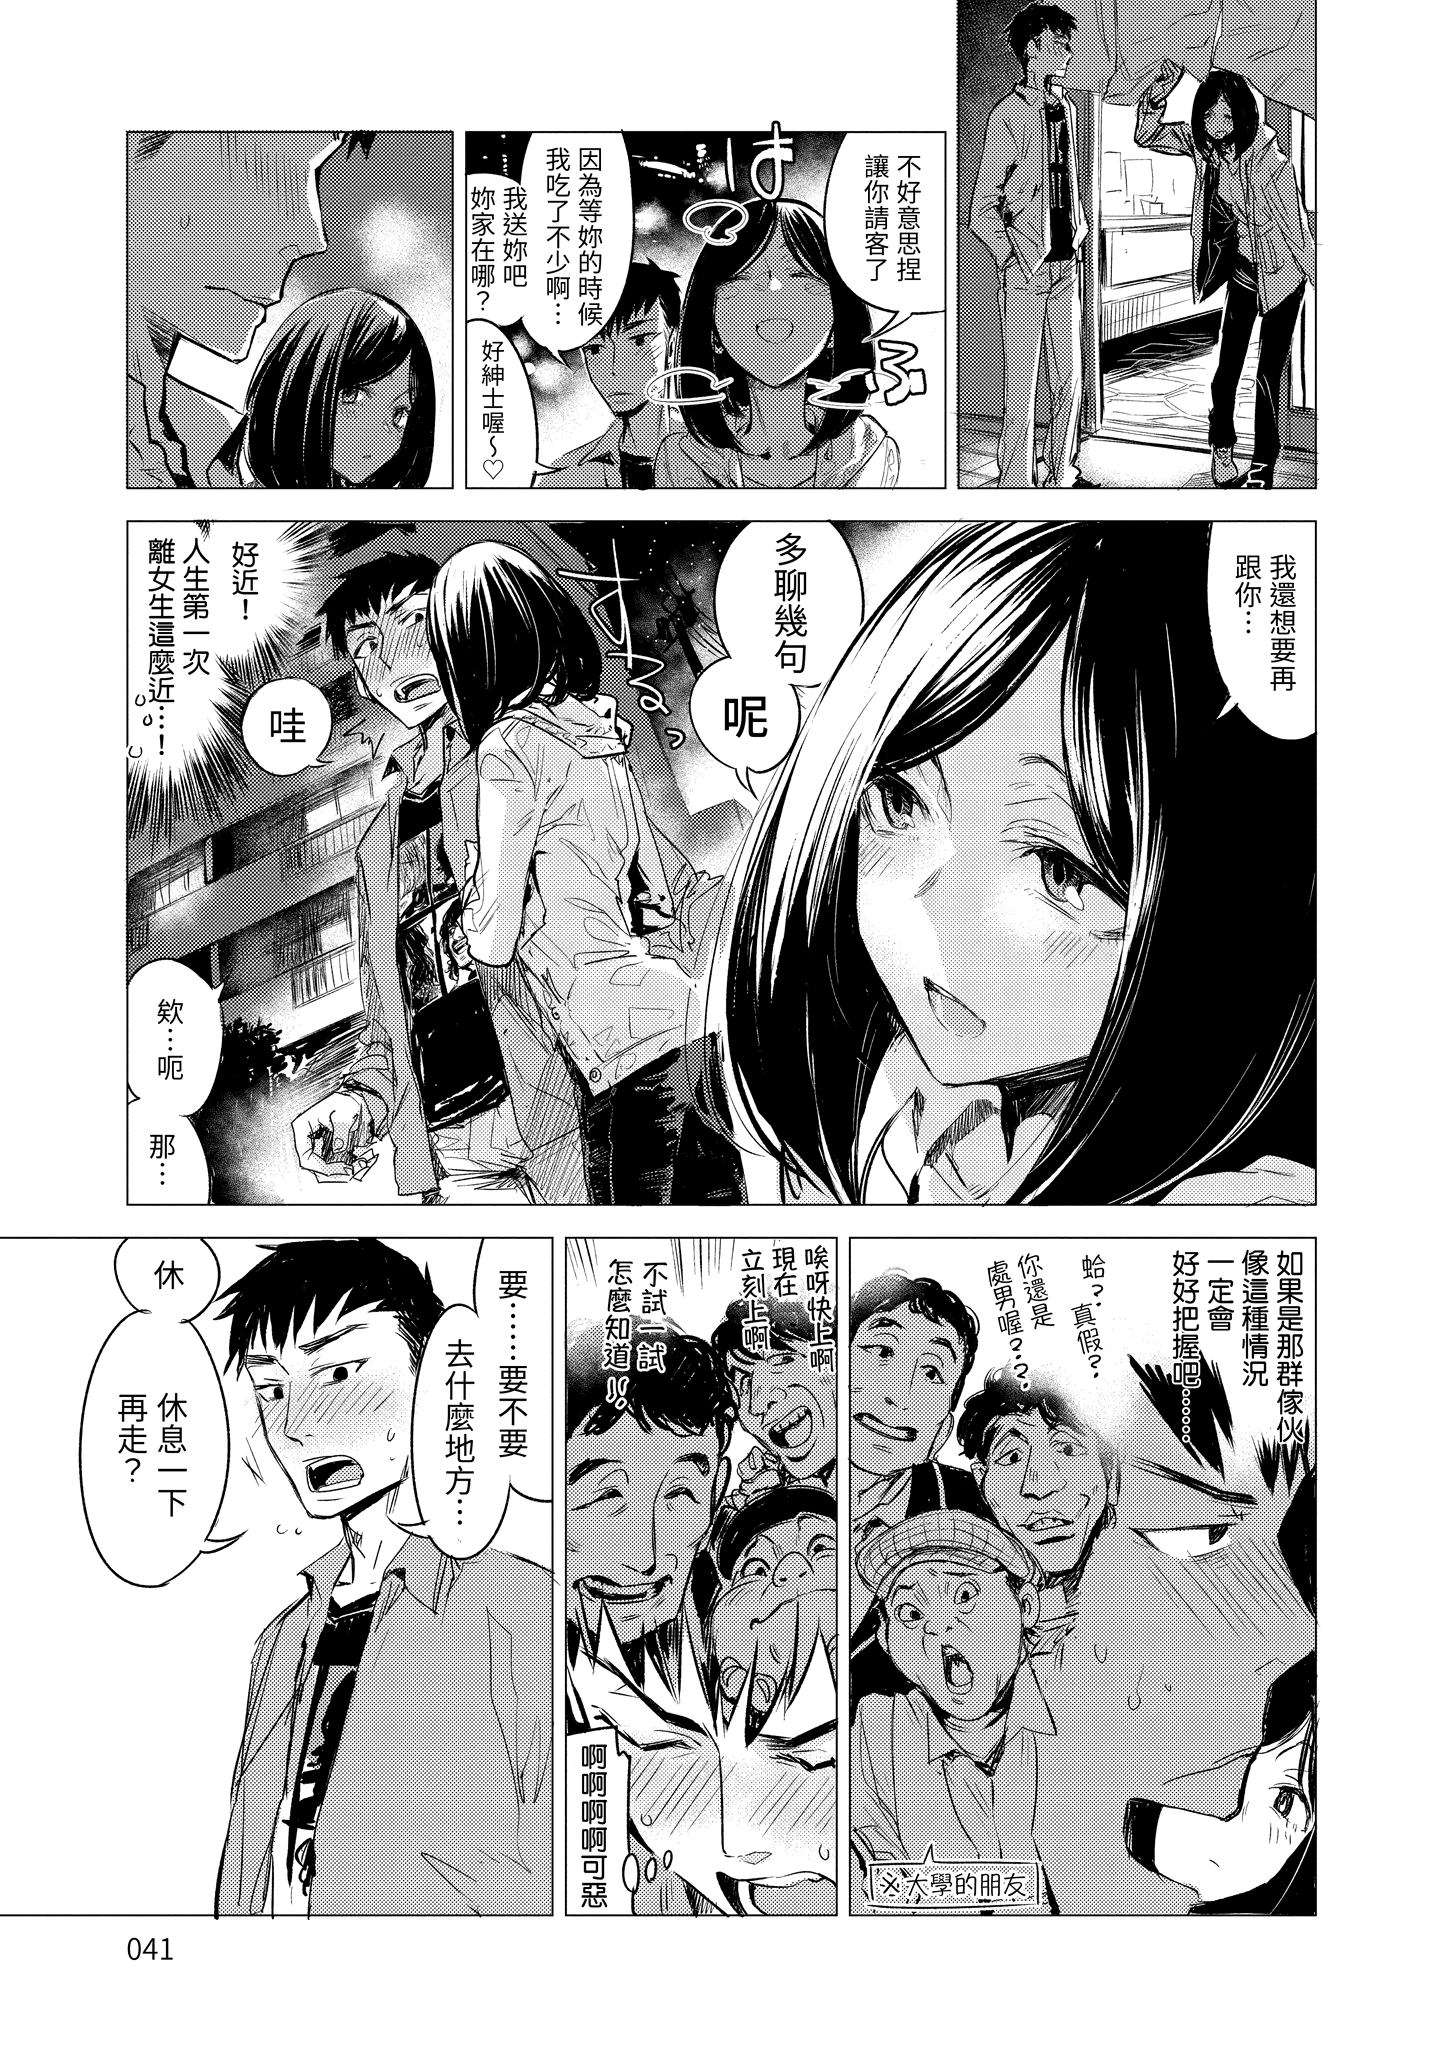 不好意思捏
讓你請客了
は
ふ
因為等妳的時候
我吃了不少啊…
我送妳吧
妳家在哪？
好紳士喔～♡
我還想要再
跟你…
多聊幾句
呢
哇
好近！
人生第一次
離女生這麼近…！
欸…呃
那…
如果是那群傢伙
像這種情況
一定會
好好把握吧……
蛤？真假？
你還是
處男喔？？
※大學的朋友
唉呀快上啊
現在
立刻上啊
不試一試
怎麼知道
啊啊啊啊可惡
要……要不要
去什麼地方…
休
休息一下
再走？
041